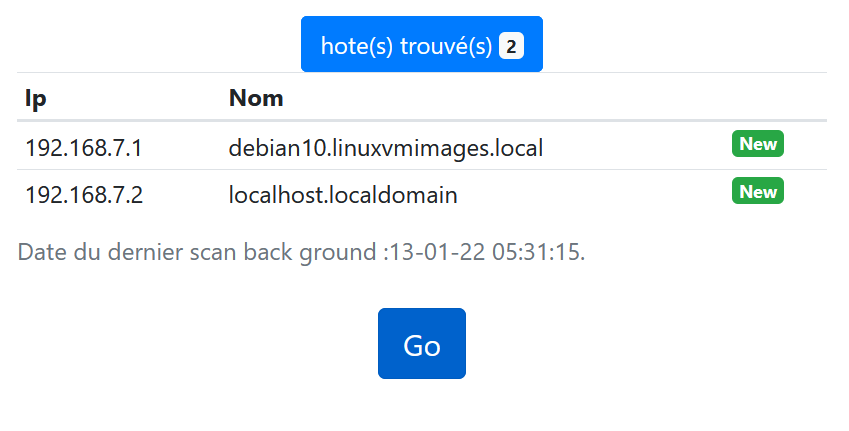 hote(s) trouvé(s) 2
Ip Nom
192.168.7.1 debian10.linuxvmimages.local New
192.168.7.2 localhost.localdomain New
Date du dernier scan back ground :13-01-22 05:31:15.
Go